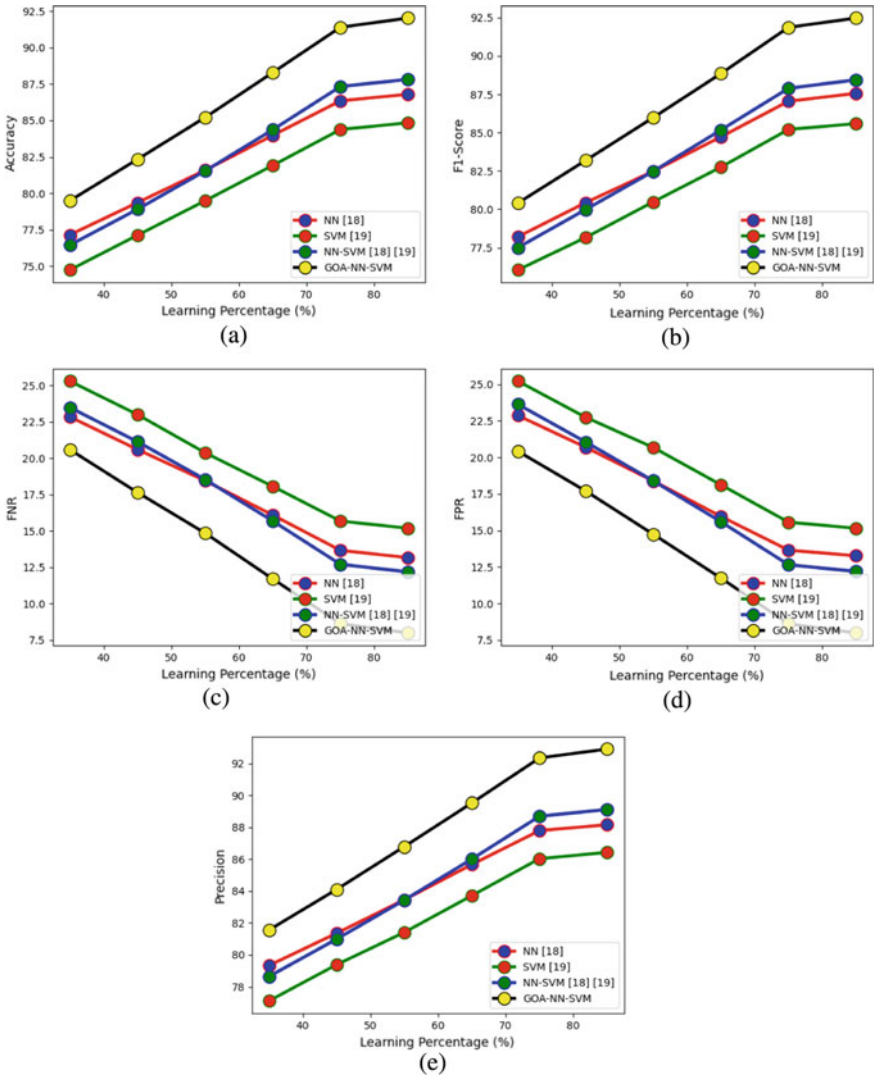 92.5
90.0
87.5
85.0
82.5
80.0
77.5
75.0
Accuracy
NN [18]
SVM [19]
NN-SVM [18] [19]
GOA-NN-SVM
40 50 60 70 80
Learning Percentage (%)
(a)
92.5
90.0
87.5
85.0
82.5
80.0
77.5
F1-Score
NN [18]
SVM [19]
NN-SVM [18] [19]
GOA-NN-SVM
40 50 60 70 80
Learning Percentage (%)
(b)
25.0
22.5
20.0
17.5
15.0
12.5
10.0
7.5
FNR
NN [18]
SVM [19]
NN-SVM [18] [19]
GOA-NN-SVM
40 50 60 70 80
Learning Percentage (%)
(c)
25.0
22.5
20.0
17.5
15.0
12.5
10.0
7.5
FPR
NN [18]
SVM [19]
NN-SVM [18] [19]
GOA-NN-SVM
40 50 60 70 80
Learning Percentage (%)
(d)
92
90
88
86
84
82
80
78
Precision
NN [18]
SVM [19]
NN-SVM [18] [19]
GOA-NN-SVM
40 50 60 70 80
Learning Percentage (%)
(e)